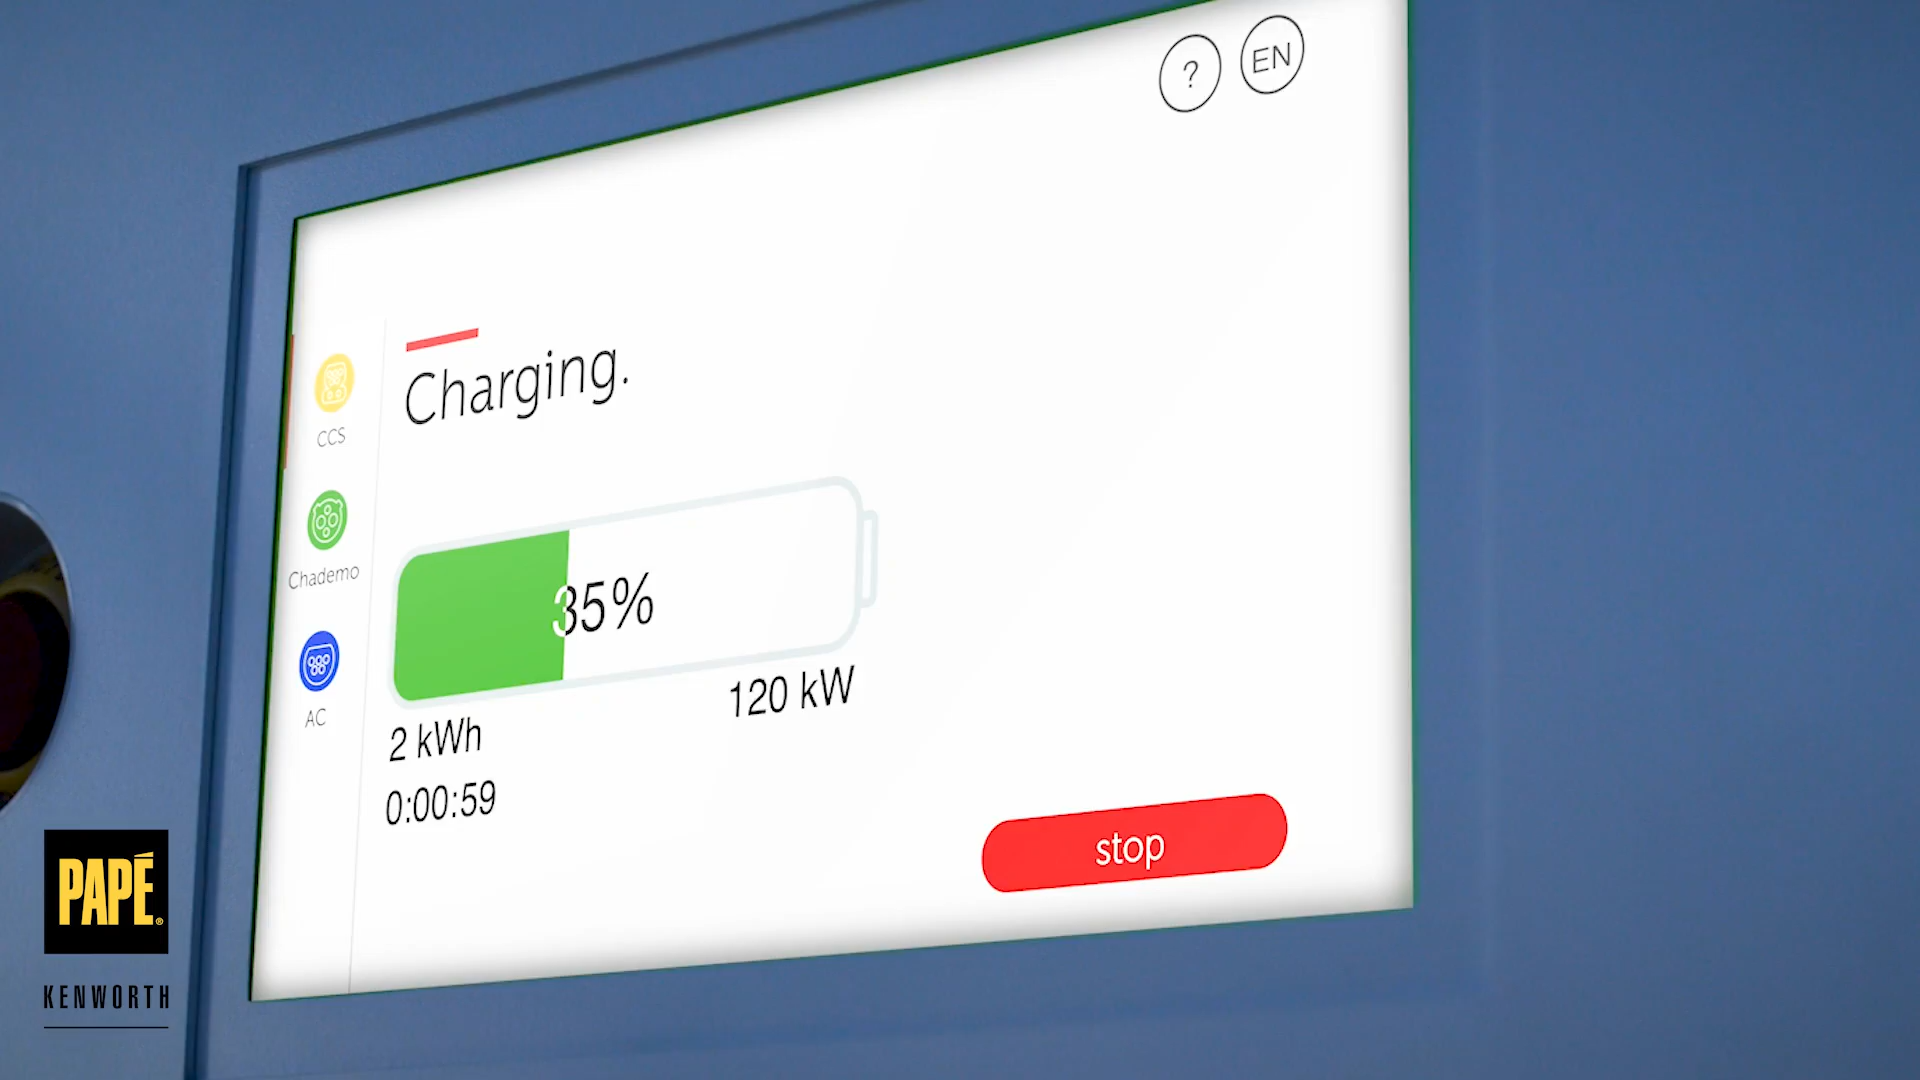 ?
EN
Charging.
CCS
Chademo
AC
35%
2 kWh
120 kW
0:00:59
stop
PAPÉ®
KENWORTH